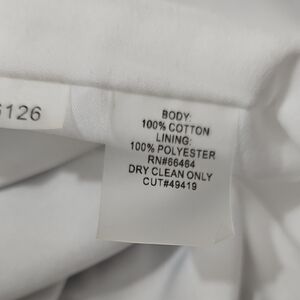 6126
BODY:
100% COTTON
LINING:
100% POLYESTER
RN#66464
DRY CLEAN ONLY
CUT#49419